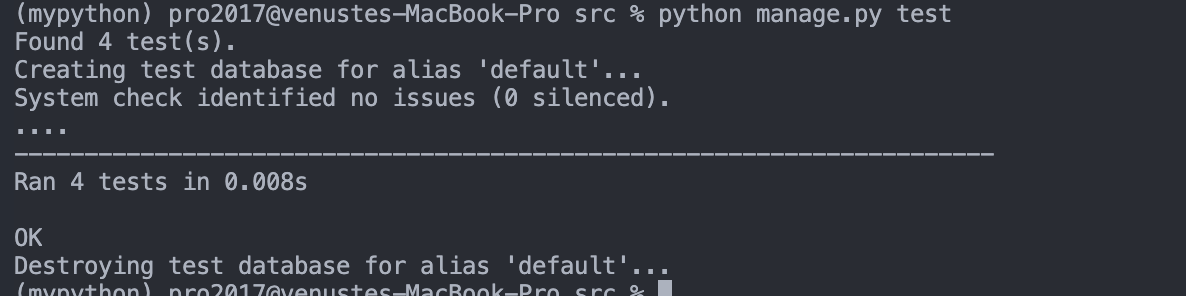 (mypython) pro2017@venustes-MacBook-Pro src % python manage.py test
Found 4 test(s).
Creating test database for alias 'default'...
System check identified no issues (0 silenced).
....
----------------------------------------------------------------------
Ran 4 tests in 0.008s
OK
Destroying test database for alias 'default'...
(mypython) pro2017@venustes-MacBook-Pro src %